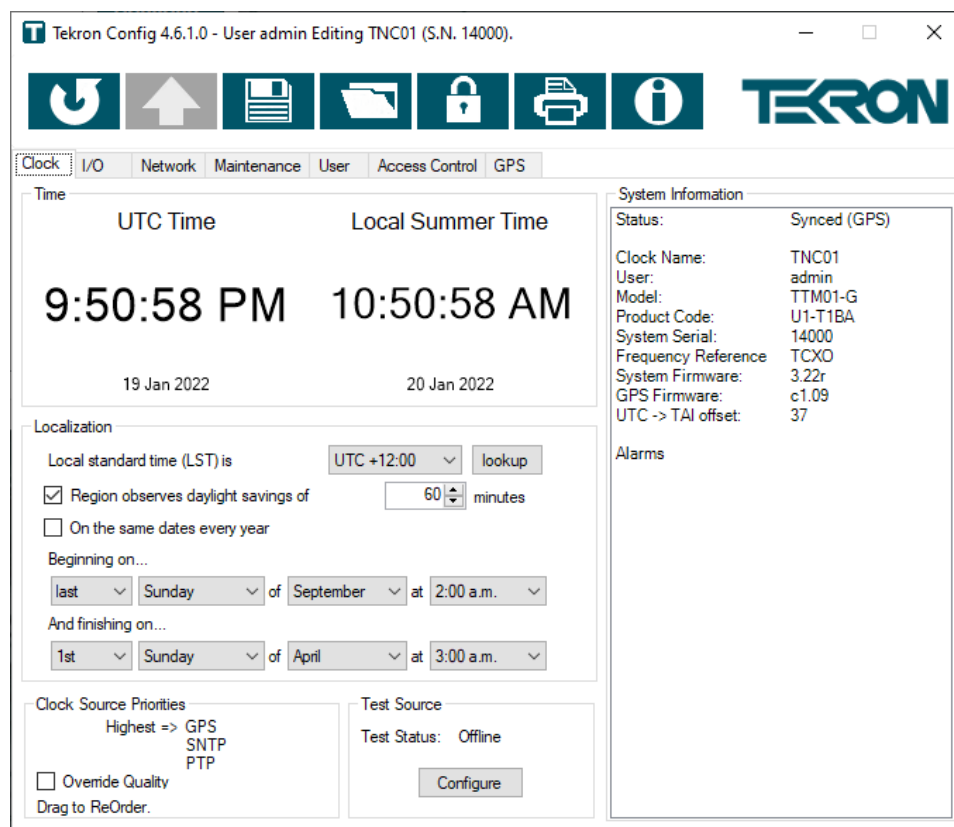 Tekron Config 4.6.1.0 - User admin Editing TNC01 (S.N. 14000).
TEKRON
Clock I/O Network Maintenance User Access Control GPS
Time
UTC Time Local Summer Time
9:50:58 PM 10:50:58 AM
19 Jan 2022 20 Jan 2022
Localization
Local standard time (LST) is UTC +12:00 lookup
Region observes daylight savings of 60 minutes
On the same dates every year
Beginning on...
last Sunday of September at 2:00 a.m.
And finishing on...
1st Sunday of April at 3:00 a.m.
Clock Source Priorities
Highest => GPS
SNTP
PTP
Override Quality
Drag to ReOrder.
Test Source
Test Status: Offline
Configure
System Information
Status: Synced (GPS)
Clock Name: TNC01
User: admin
Model: TTM01-G
Product Code: U1-T1BA
System Serial: 14000
Frequency Reference TCXO
System Firmware: 3.22r
GPS Firmware: c1.09
UTC -> TAI offset: 37
Alarms